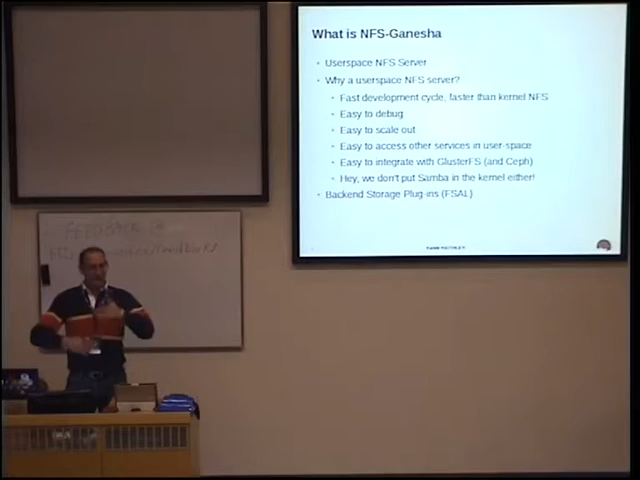 What is NFS-Ganesha
Userspace NFS Server
Why a userspace NFS server?
Fast development cycle, faster than kernel NFS
Easy to debug
Easy to scale out
Easy to access other services in user-space
Easy to integrate with GlusterFS (and Ceph)
Hey, we don't put Samba in the kernel either!
Backend Storage Plug-ins (FSAL)
FEEDBACK @